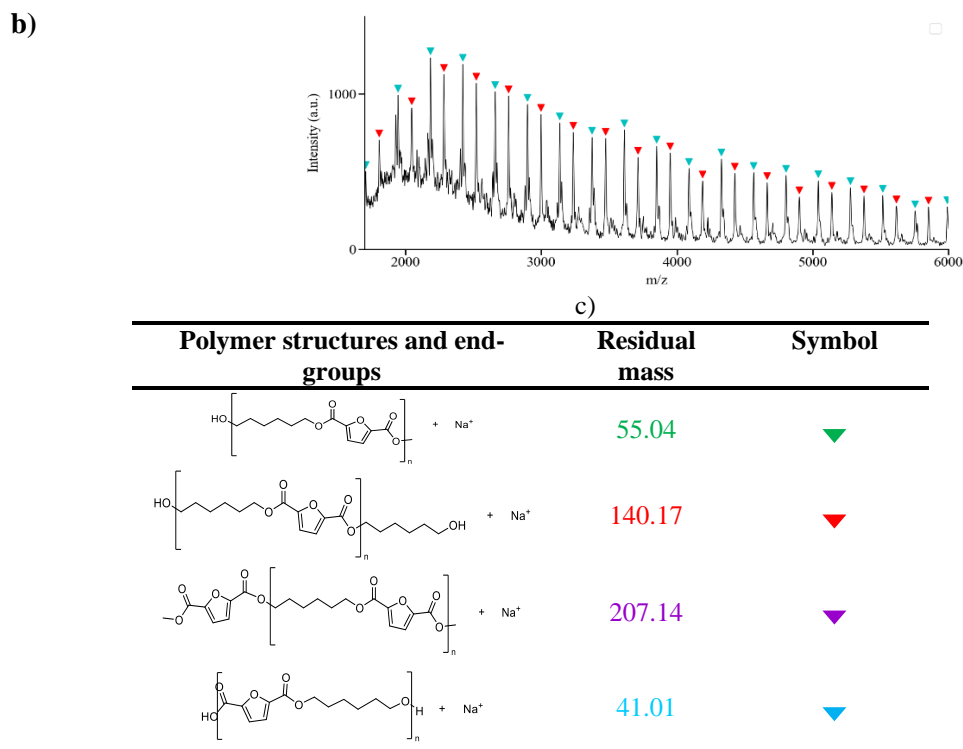 b)
Intensity (a.u.)
1000
0
2000
3000
4000
5000
6000
m/z
c)
Polymer structures and end-
groups
Residual
mass
Symbol
HO
O
O
O
O
O
n
+ Na⁺
55.04
HO
O
O
O
O
O
OH
n
+ Na⁺
140.17
O
O
O
O
O
O
O
O
O
O
n
+ Na⁺
207.14
O
HO
O
O
O
O
H
n
+ Na⁺
41.01